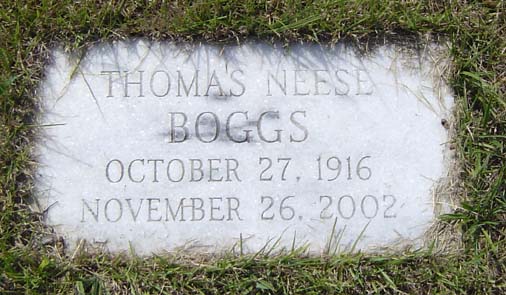 THOMAS NEESE
BOGGS
OCTOBER 27, 1916
NOVEMBER 26, 2002